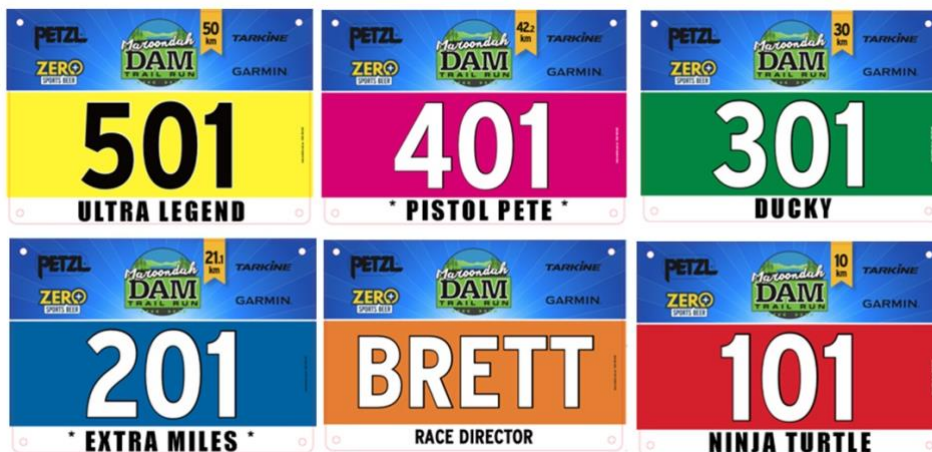 PETZL
Maroondah
DAM
TRAIL RUN
50
km
TARKINE
ZERO
SPORTS BEER
GARMIN
501
ULTRA LEGEND
PETZL
Maroondah
DAM
TRAIL RUN
42.2
km
TARKINE
ZERO
SPORTS BEER
GARMIN
401
* PISTOL PETE *
PETZL
Maroondah
DAM
TRAIL RUN
30
km
TARKINE
ZERO
SPORTS BEER
GARMIN
301
DUCKY
PETZL
Maroondah
DAM
TRAIL RUN
21.1
km
TARKINE
ZERO
SPORTS BEER
GARMIN
201
* EXTRA MILES *
PETZL
Maroondah
DAM
TRAIL RUN
TARKINE
ZERO
SPORTS BEER
GARMIN
BRETT
RACE DIRECTOR
PETZL
Maroondah
DAM
TRAIL RUN
10
km
TARKINE
ZERO
SPORTS BEER
GARMIN
101
NINJA TURTLE